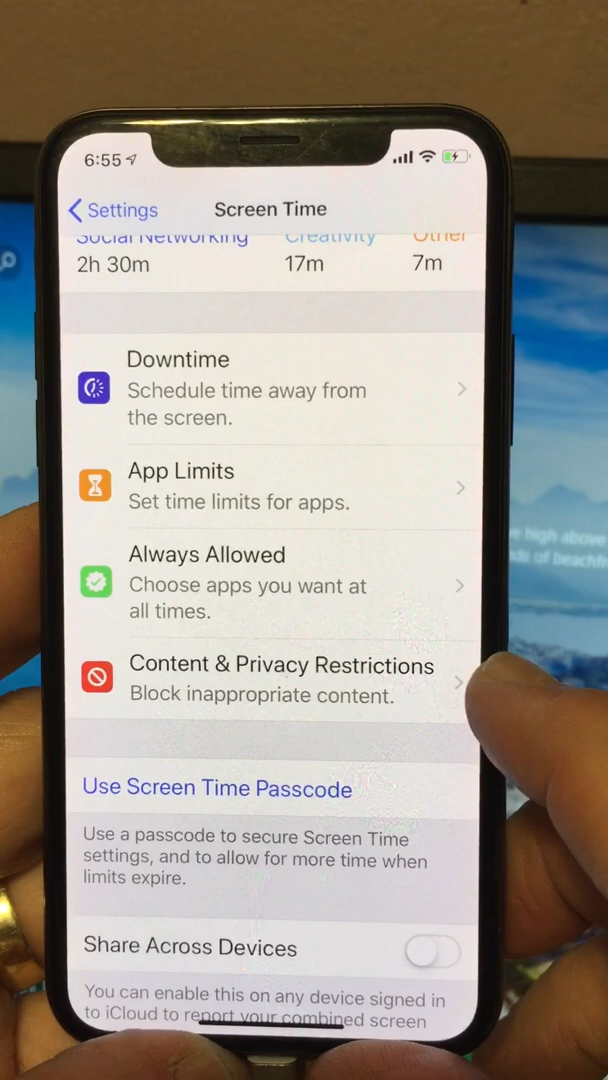 6:55
Settings
Screen Time
Social Networking Creativity Other
2h 30m 17m 7m
Downtime
Schedule time away from
the screen.
App Limits
Set time limits for apps.
Always Allowed
Choose apps you want at
all times.
Content & Privacy Restrictions
Block inappropriate content.
Use Screen Time Passcode
Use a passcode to secure Screen Time
settings, and to allow for more time when
limits expire.
Share Across Devices
You can enable this on any device signed in
to iCloud to report your combined screen
high above
of beachfr